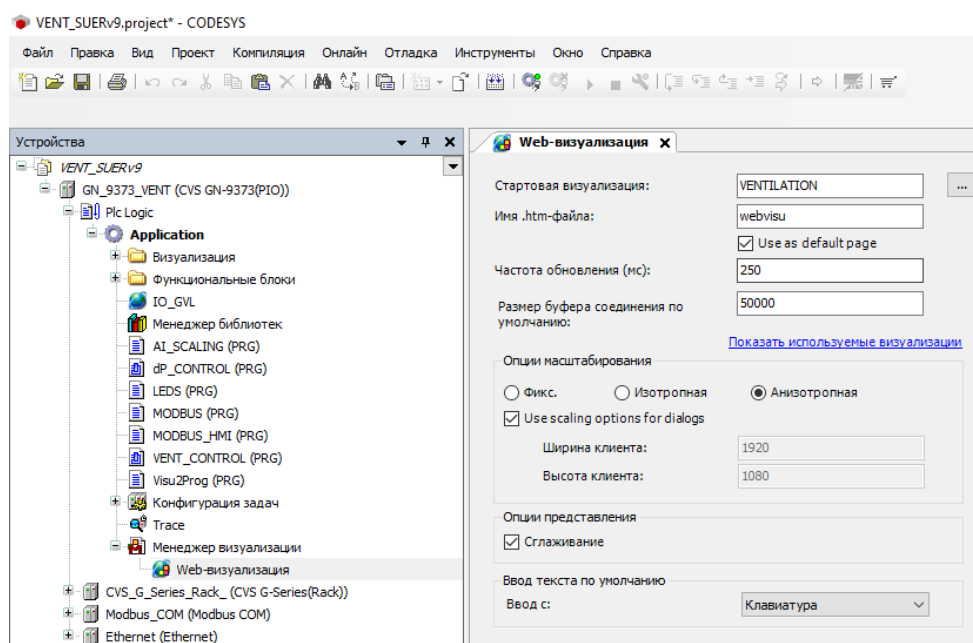 VENT_SUERv9.project* - CODESYS
Файл Правка Вид Проект Компиляция Онлайн Отладка Инструменты Окно Справка
Устройства
VENT_SUERv9
GN_9373_VENT (CVS GN-9373(PIO))
Plc Logic
Application
Визуализация
Функциональные блоки
IO_GVL
Менеджер библиотек
AI_SCALING (PRG)
dP_CONTROL (PRG)
LEDS (PRG)
MODBUS (PRG)
MODBUS_HMI (PRG)
VENT_CONTROL (PRG)
Visu2Prog (PRG)
Конфигурация задач
Trace
Менеджер визуализации
Web-визуализация
CVS_G_Series_Rack_ (CVS G-Series(Rack))
Modbus_COM (Modbus COM)
Ethernet (Ethernet)
Web-визуализация
Стартовая визуализация: VENTILATION ...
Имя .htm-файла: webvisu
Use as default page
Частота обновления (мс): 250
Размер буфера соединения по 50000
умолчанию:
Показать используемые визуализации
Опции масштабирования
Фикс. Изотропная Анизотропная
Use scaling options for dialogs
Ширина клиента: 1920
Высота клиента: 1080
Опции представления
Сглаживание
Ввод текста по умолчанию
Ввод с: Клавиатура